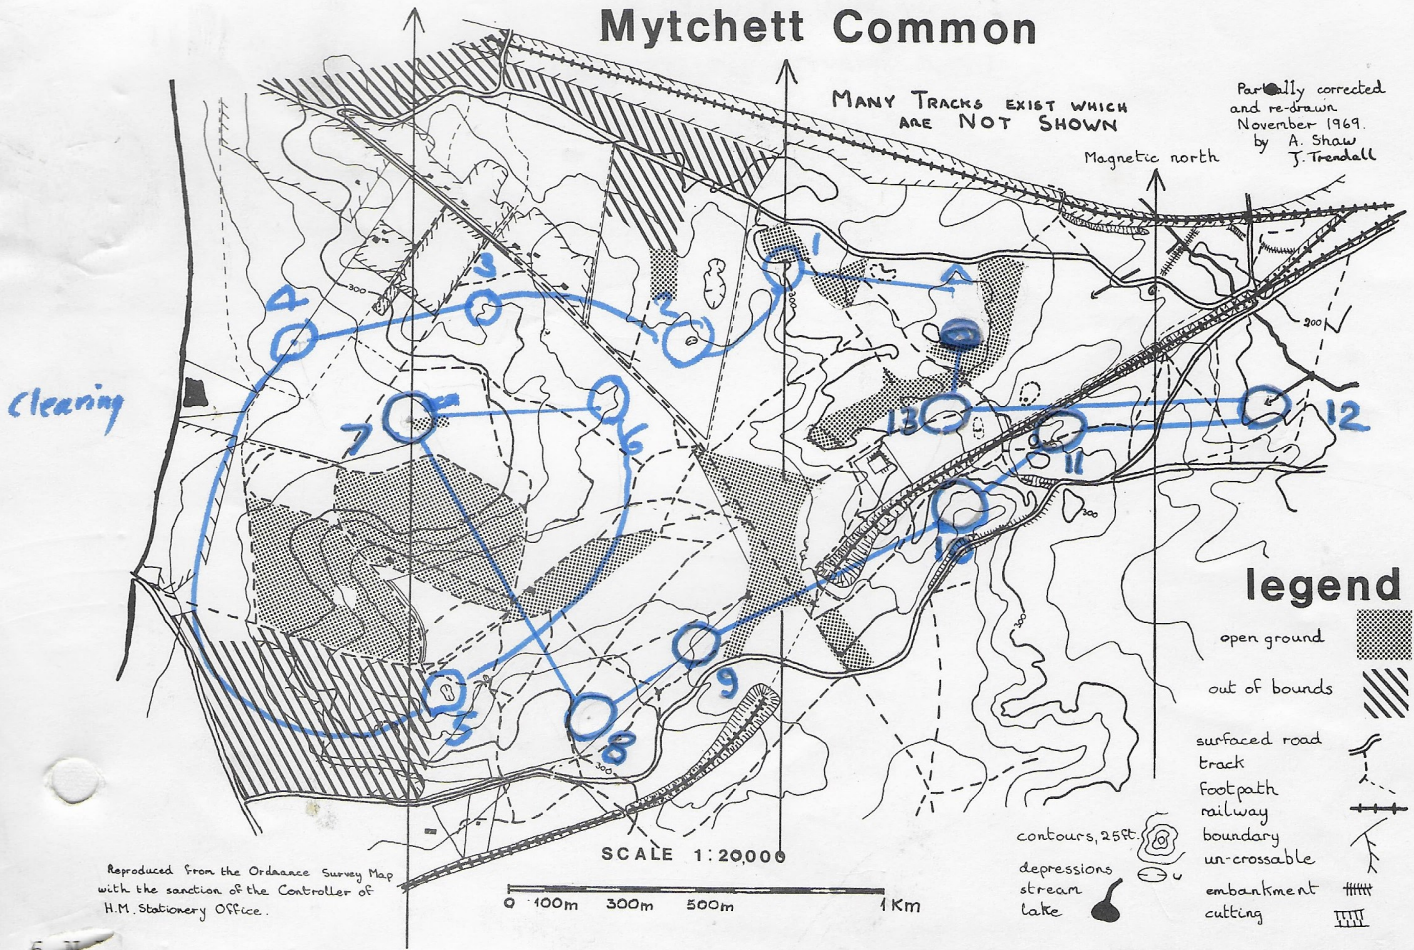 Mytchett Common
MANY TRACKS EXIST WHICH
ARE NOT SHOWN
Partially corrected
and re-drawn
November 1969.
by A. Shaw
J. Trendall
Magnetic north
1
2
3
4
300
300
200
clearing
7
6
13
12
11
300
10
legend
open ground
out of bounds
300
9
5
8
300
surfaced road
track
footpath
railway
contours, 25ft.
boundary
un-crossable
depressions
stream
lake
embankment
cutting
SCALE 1:20,000
0 100m 300m 500m 1Km
Reproduced from the Ordnance Survey Map
with the sanction of the Controller of
H.M. Stationery Office.